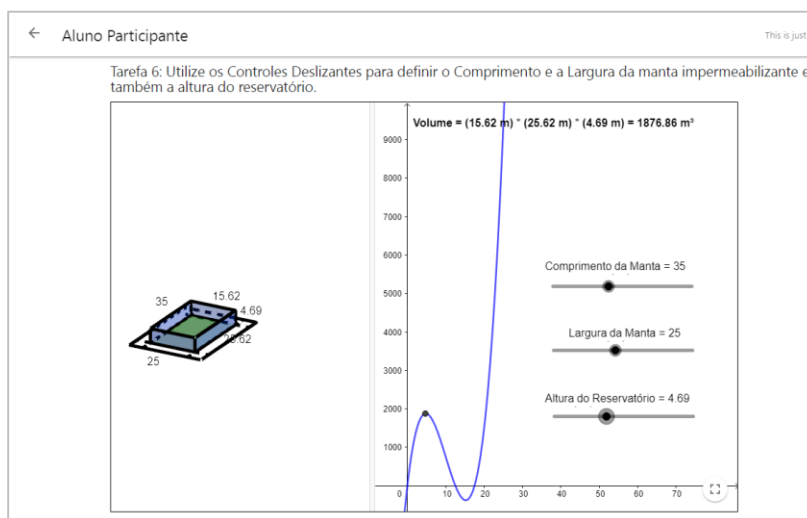 Aluno Participante
This is just
Tarefa 6: Utilize os Controles Deslizantes para definir o Comprimento e a Largura da manta impermeabilizante e
também a altura do reservatório.
Volume = (15.62 m) * (25.62 m) * (4.69 m) = 1876.86 m³
9000
8000
7000
6000
5000
4000
3000
2000
1000
0
10
20
30
40
50
60
70
Comprimento da Manta = 35
Largura da Manta = 25
Altura do Reservatório = 4.69
35
15.62
4.69
25